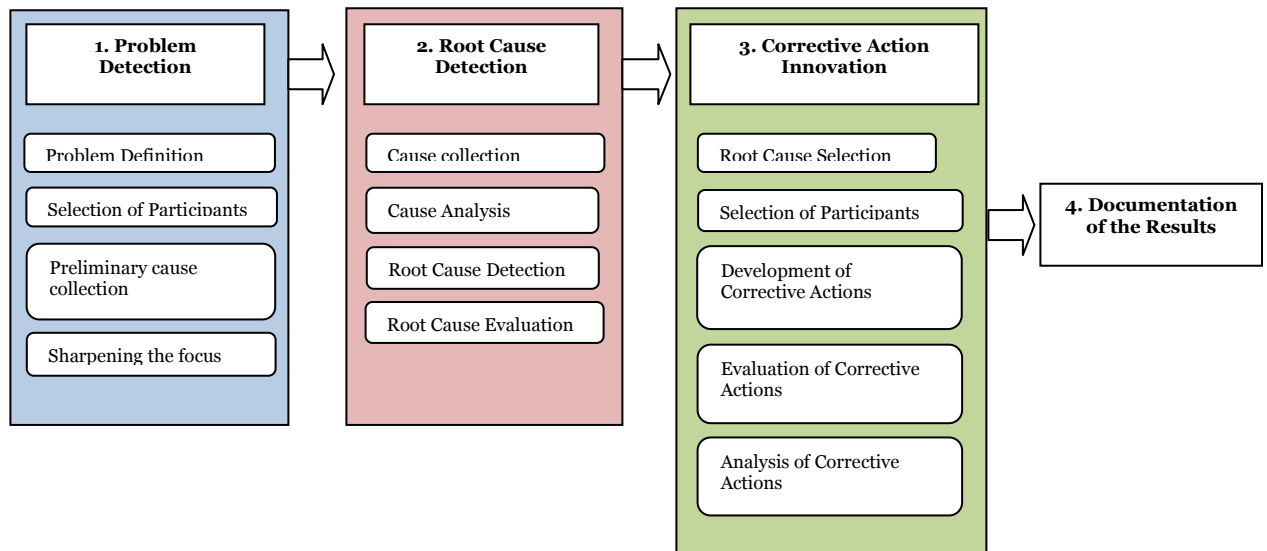 1. Problem
Detection
Problem Definition
Selection of Participants
Preliminary cause
collection
Sharpening the focus
2. Root Cause
Detection
Cause collection
Cause Analysis
Root Cause Detection
Root Cause Evaluation
3. Corrective Action
Innovation
Root Cause Selection
Selection of Participants
Development of
Corrective Actions
Evaluation of Corrective
Actions
Analysis of Corrective
Actions
4. Documentation
of the Results